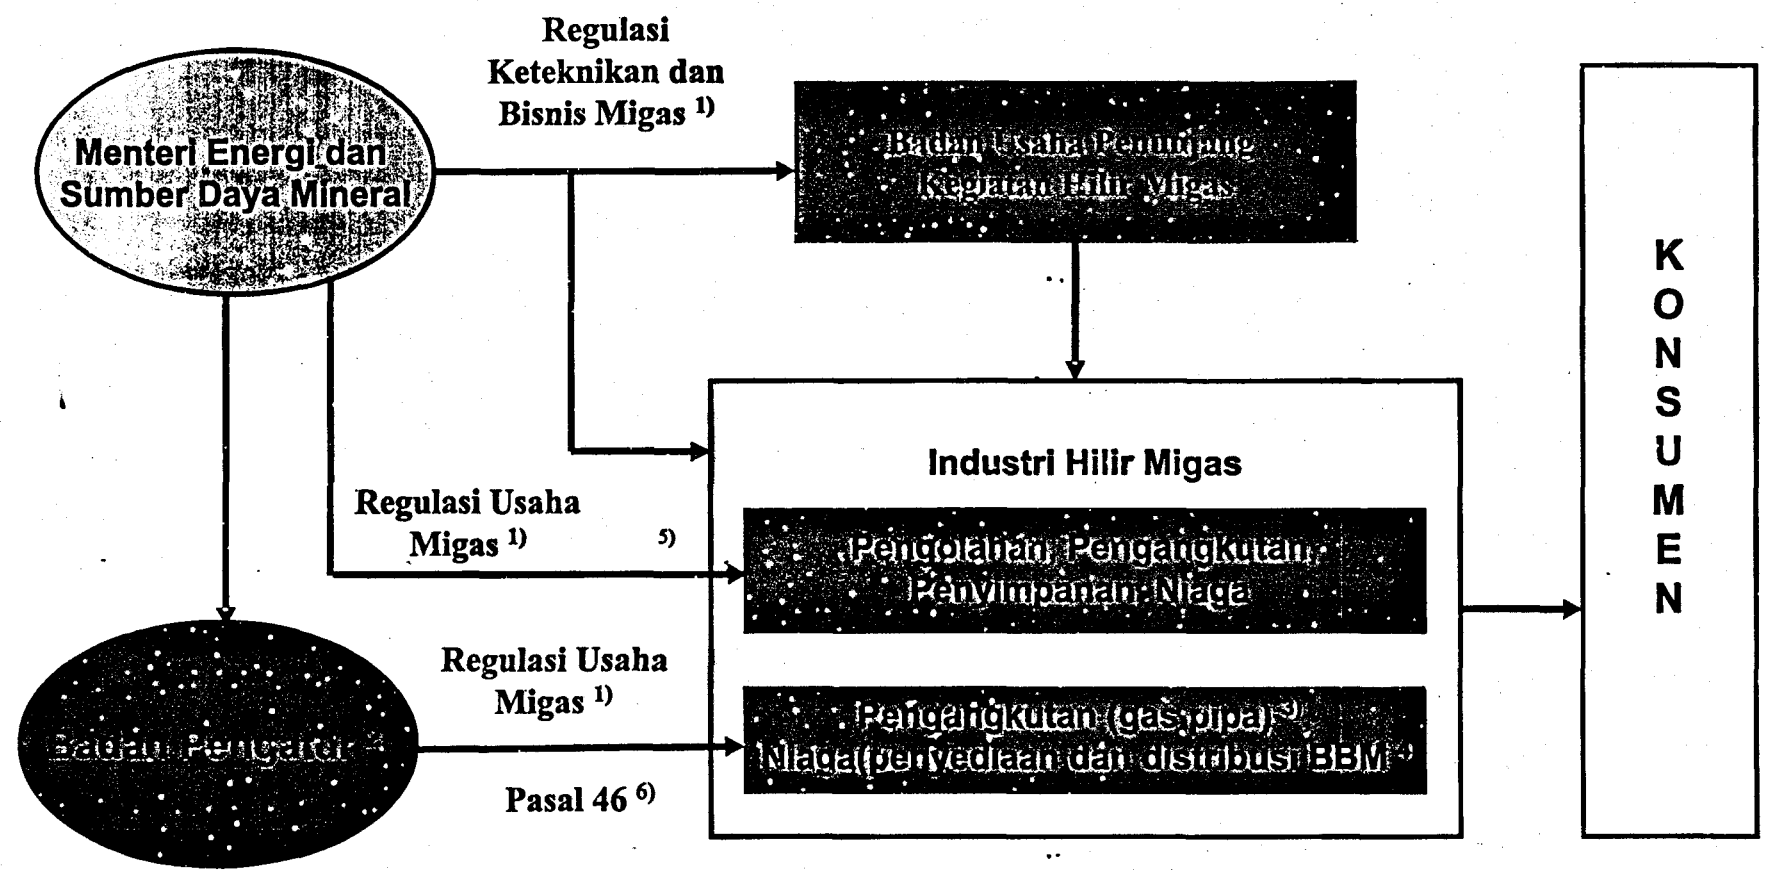 Regulasi
Keteknikan dan
Bisnis Migas 1)
Menteri Energi dan
Sumber Daya Mineral
Badan Usaha Penunjang
Kegiatan Hilir Migas
K
O
N
S
U
M
E
N
Industri Hilir Migas
Regulasi Usaha
Migas 1)
5)
Pengolahan, Pengangkutan,
Penyimpanan, Niaga
Regulasi Usaha
Migas 1)
Badan Pengatur
Pengangkutan (gas pipa) 3)
Niaga(penyediaan dan distribusi BBM
Pasal 46 6)